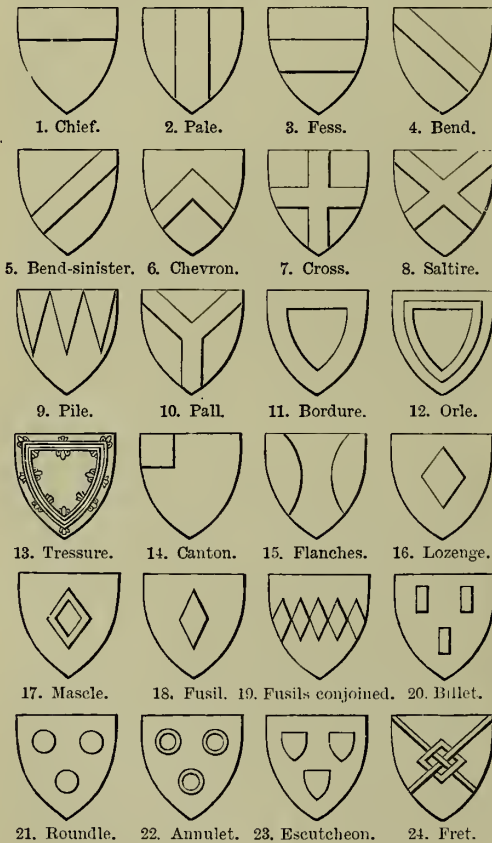 1. Chief. 2. Pale. 3. Fess. 4. Bend.
5. Bend-sinister. 6. Chevron. 7. Cross. 8. Saltire.
9. Pile. 10. Pall. 11. Bordure. 12. Orle.
13. Tressure. 14. Canton. 15. Flanches. 16. Lozenge.
17. Mascle. 18. Fusil. 19. Fusils conjoined. 20. Billet.
21. Roundle. 22. Annulet. 23. Escutcheon. 24. Fret.